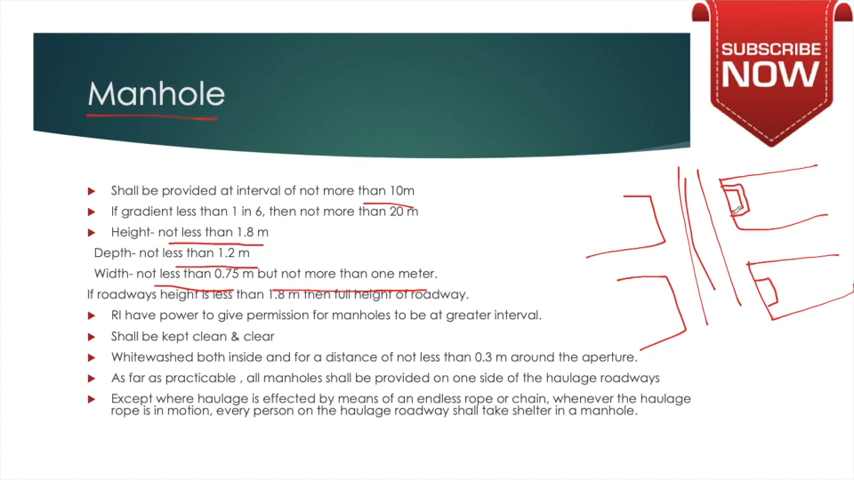 SUBSCRIBE
NOW
Manhole
Shall be provided at interval of not more than 10m
If gradient less than 1 in 6, then not more than 20 m
Height- not less than 1.8 m
Depth- not less than 1.2 m
Width- not less than 0.75 m but not more than one meter.
If roadways height is less than 1.8 m then full height of roadway.
RI have power to give permission for manholes to be at greater interval.
Shall be kept clean & clear
Whitewashed both inside and for a distance of not less than 0.3 m around the aperture.
As far as practicable , all manholes shall be provided on one side of the haulage roadways
Except where haulage is effected by means of an endless rope or chain, whenever the haulage
rope is in motion, every person on the haulage roadway shall take shelter in a manhole.